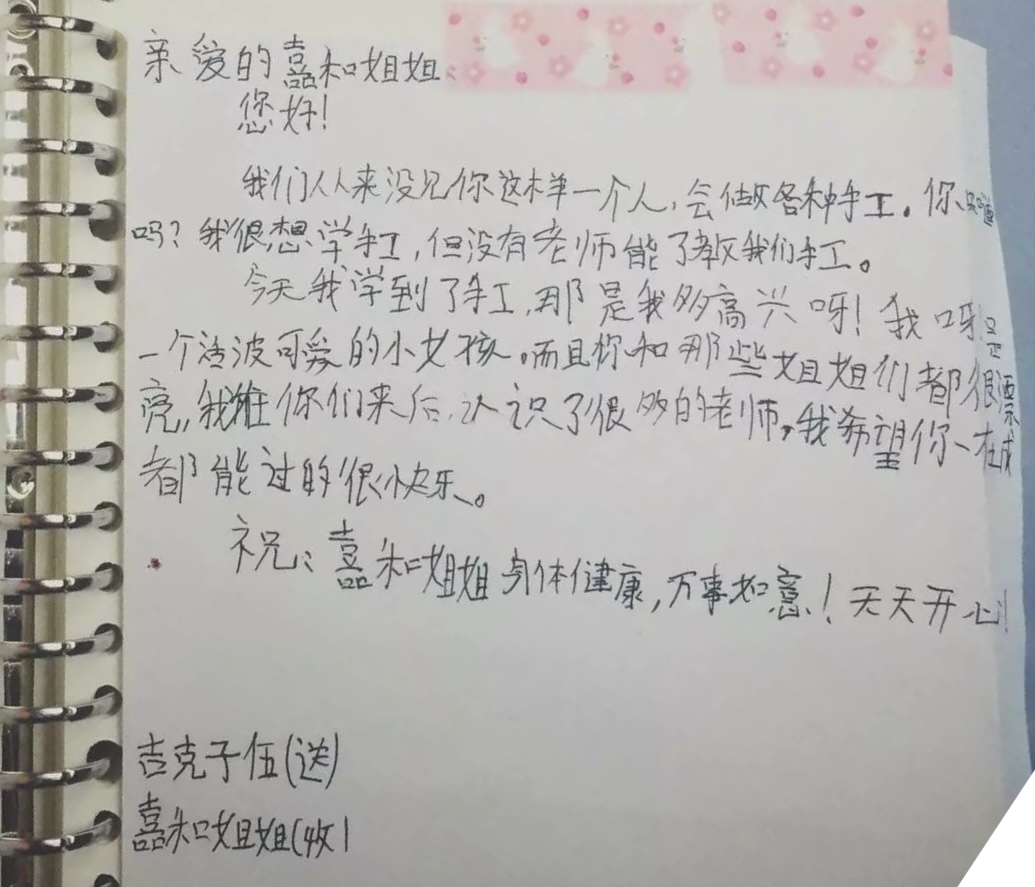 亲爱的嘉和姐姐:
您好!
我们从来没见你这样一个人,会做各种手工。你知道
吗?我很想学手工,但没有老师能了教我们手工。
今天我学到了手工,那是我多高兴呀!我呀!是
一个活波可爱的小女孩。而且你和那些姐姐们都很漂
亮,我雅你们来后,认识了很多的老师,我希望你一在成
都能过的很快乐。
祝:嘉和姐姐身体健康,万事如意!天天开心!
吉克子伍(送)
嘉和姐姐(收)